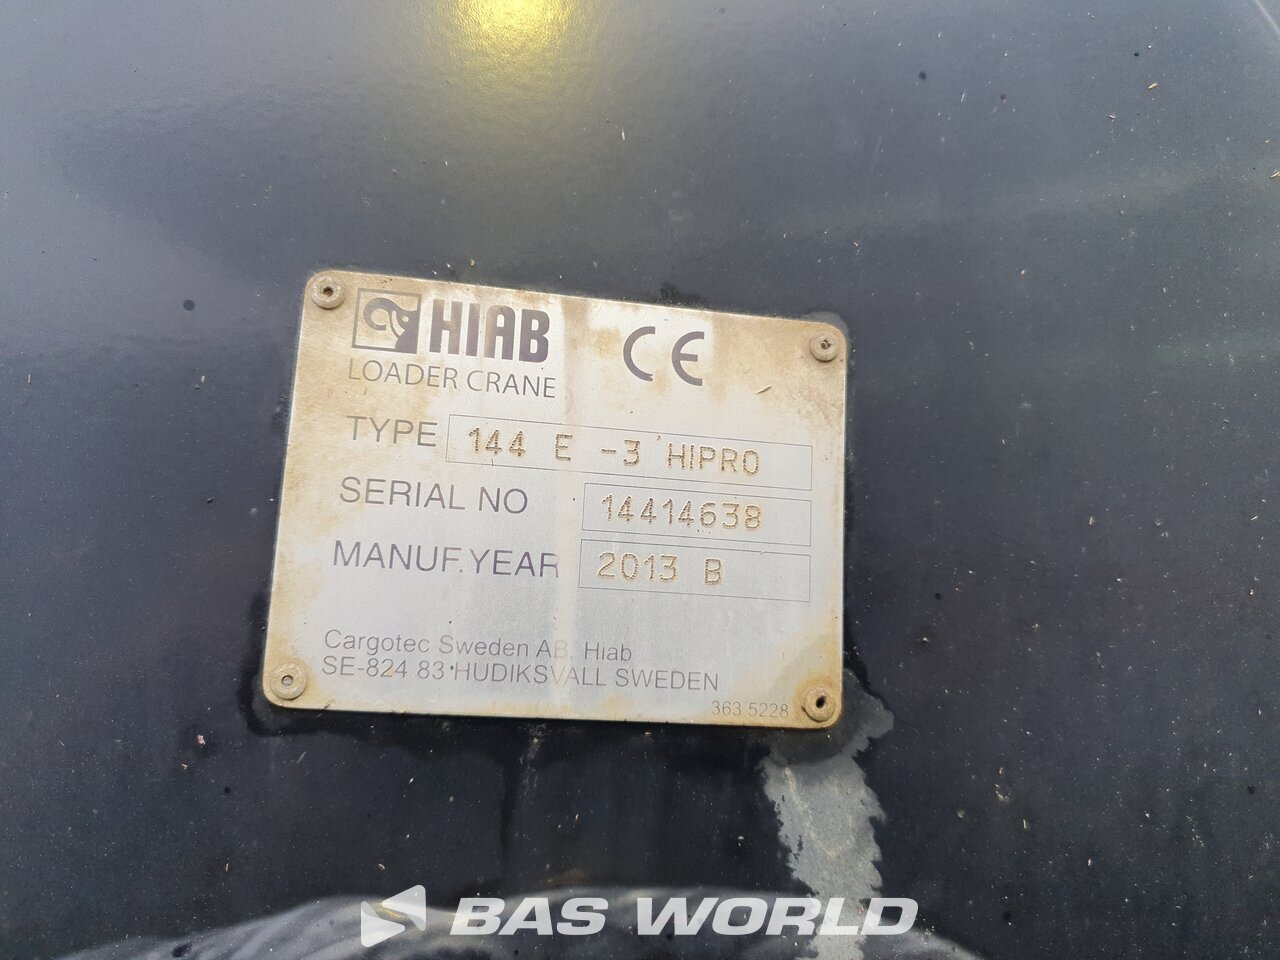 HIAB CE
LOADER CRANE
TYPE 144 E -3 HIPRO
SERIAL NO 14414638
MANUF.YEAR 2013 B
Cargotec Sweden AB, Hiab
SE-824 83 HUDIKSVALL SWEDEN
363 5228
BAS WORLD